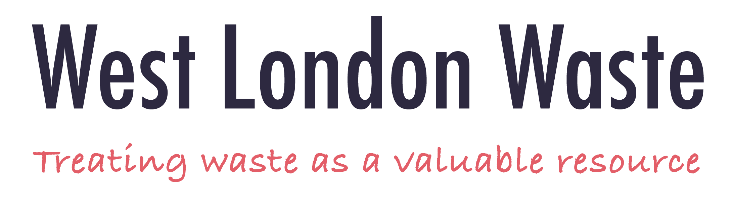 West London Waste
Treating waste as a valuable resource